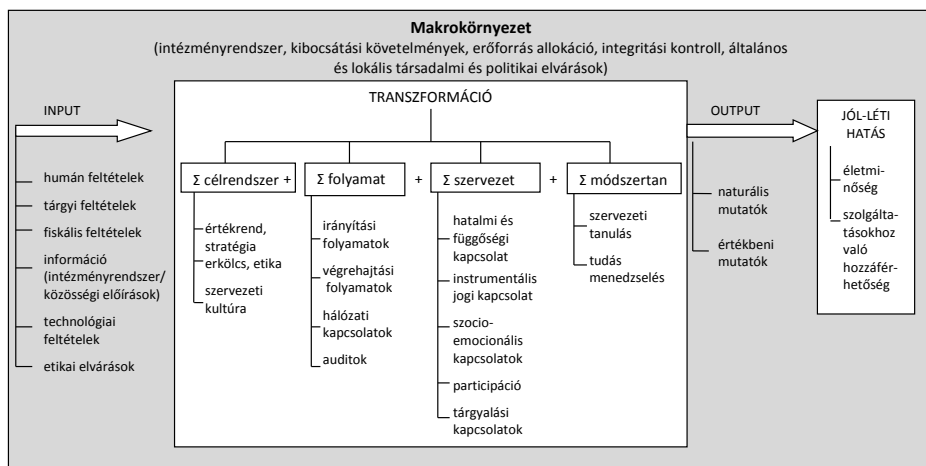 Makrokörnyezet
(intézményrendszer, kibocsátási követelmények, erőforrás allokáció, integritási kontroll, általános
és lokális társadalmi és politikai elvárások)
INPUT
humán feltételek
tárgyi feltételek
fiskális feltételek
információ
(intézményrendszer/
közösségi előírások)
technológiai
feltételek
etikai elvárások
TRANSZFORMÁCIÓ
Σ célrendszer +
értékrend,
stratégia
erkölcs, etika
szervezeti
kultúra
Σ folyamat
+
irányítási
folyamatok
végrehajtási
folyamatok
hálózati
kapcsolatok
auditok
Σ szervezet
+
hatalmi és
függőségi
kapcsolat
instrumentális
jogi kapcsolat
szocio-
emocionális
kapcsolatok
participáció
tárgyalási
kapcsolatok
Σ módszertan
szervezeti
tanulás
tudás
menedzselés
OUTPUT
naturális
mutatók
értékbeni
mutatók
JÓL-LÉTI
HATÁS
életmi-
nőség
szolgálta-
tásokhoz
való
hozzáfér-
hetőség